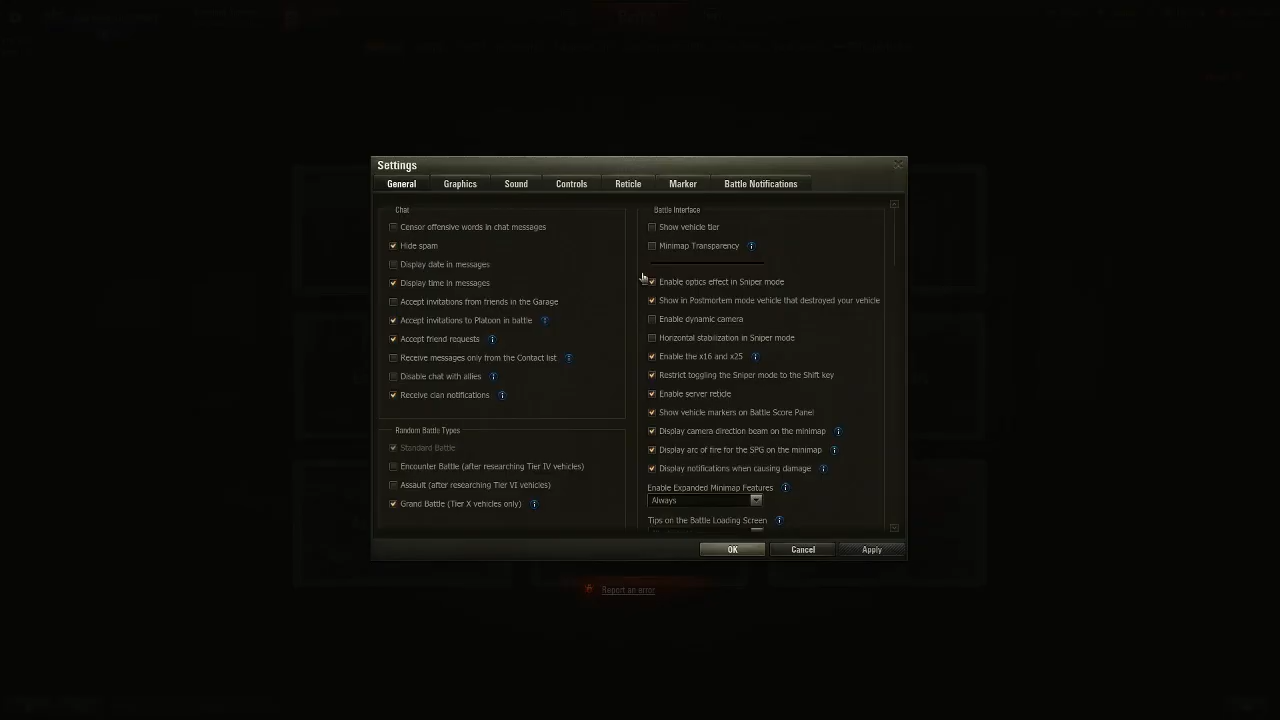 Settings
General
Graphics
Sound
Controls
Reticle
Marker
Battle Notifications
Chat
Censor offensive words in chat messages
Hide spam
Display date in messages
Display time in messages
Accept invitations from friends in the Garage
Accept invitations to Platoon in battle
Accept friend requests
Receive messages only from the Contact list
Disable chat with allies
Receive clan notifications
Random Battle Types
Standard Battle
Encounter Battle (after researching Tier IV vehicles)
Assault (after researching Tier VI vehicles)
Grand Battle (Tier X vehicles only)
Battle Interface
Show vehicle tier
Minimap Transparency
Enable optics effect in Sniper mode
Show in Postmortem mode vehicle that destroyed your vehicle
Enable dynamic camera
Horizontal stabilization in Sniper mode
Enable the x16 and x25
Restrict toggling the Sniper mode to the Shift key
Enable server reticle
Show vehicle markers on Battle Score Panel
Display camera direction beam on the minimap
Display arc of fire for the SPG on the minimap
Display notifications when causing damage
Enable Expanded Minimap Features
Always
Tips on the Battle Loading Screen
OK
Cancel
Apply
Report an error